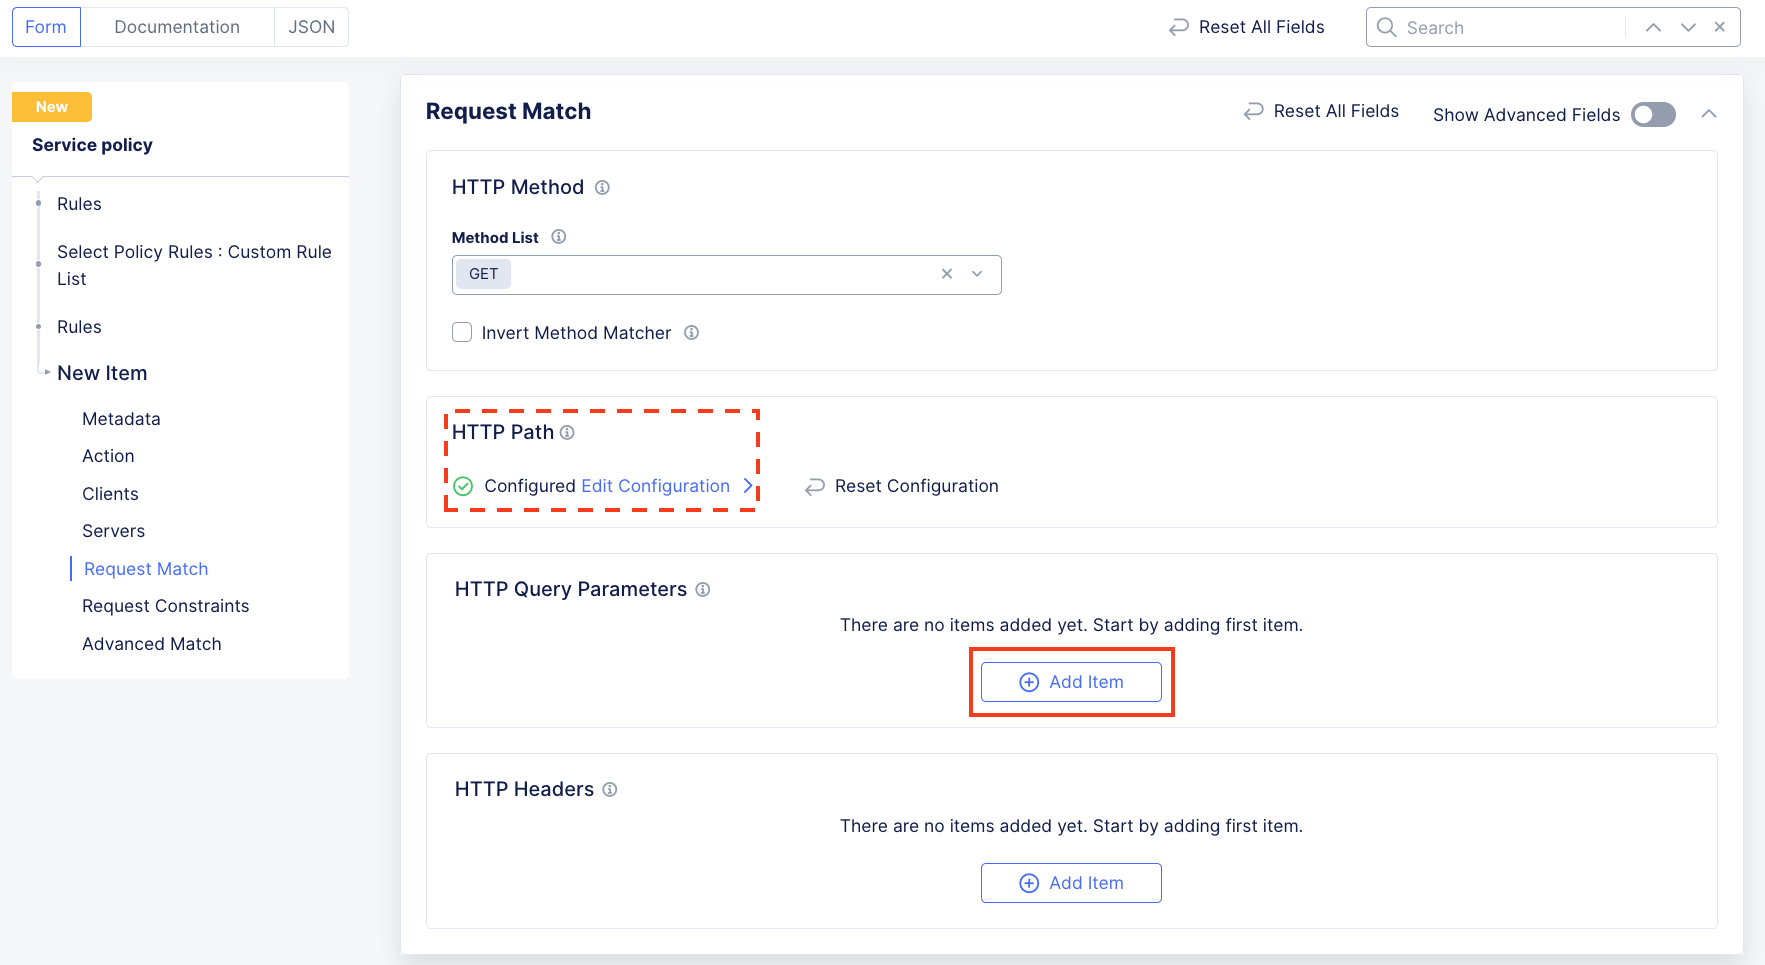 Form
Documentation
JSON
Reset All Fields
Search
New
Service policy
Rules
Select Policy Rules : Custom Rule
List
Rules
New Item
Metadata
Action
Clients
Servers
Request Match
Request Constraints
Advanced Match
Request Match
Reset All Fields
Show Advanced Fields
HTTP Method
Method List
GET
Invert Method Matcher
HTTP Path
Configured Edit Configuration
Reset Configuration
HTTP Query Parameters
There are no items added yet. Start by adding first item.
Add Item
HTTP Headers
There are no items added yet. Start by adding first item.
Add Item